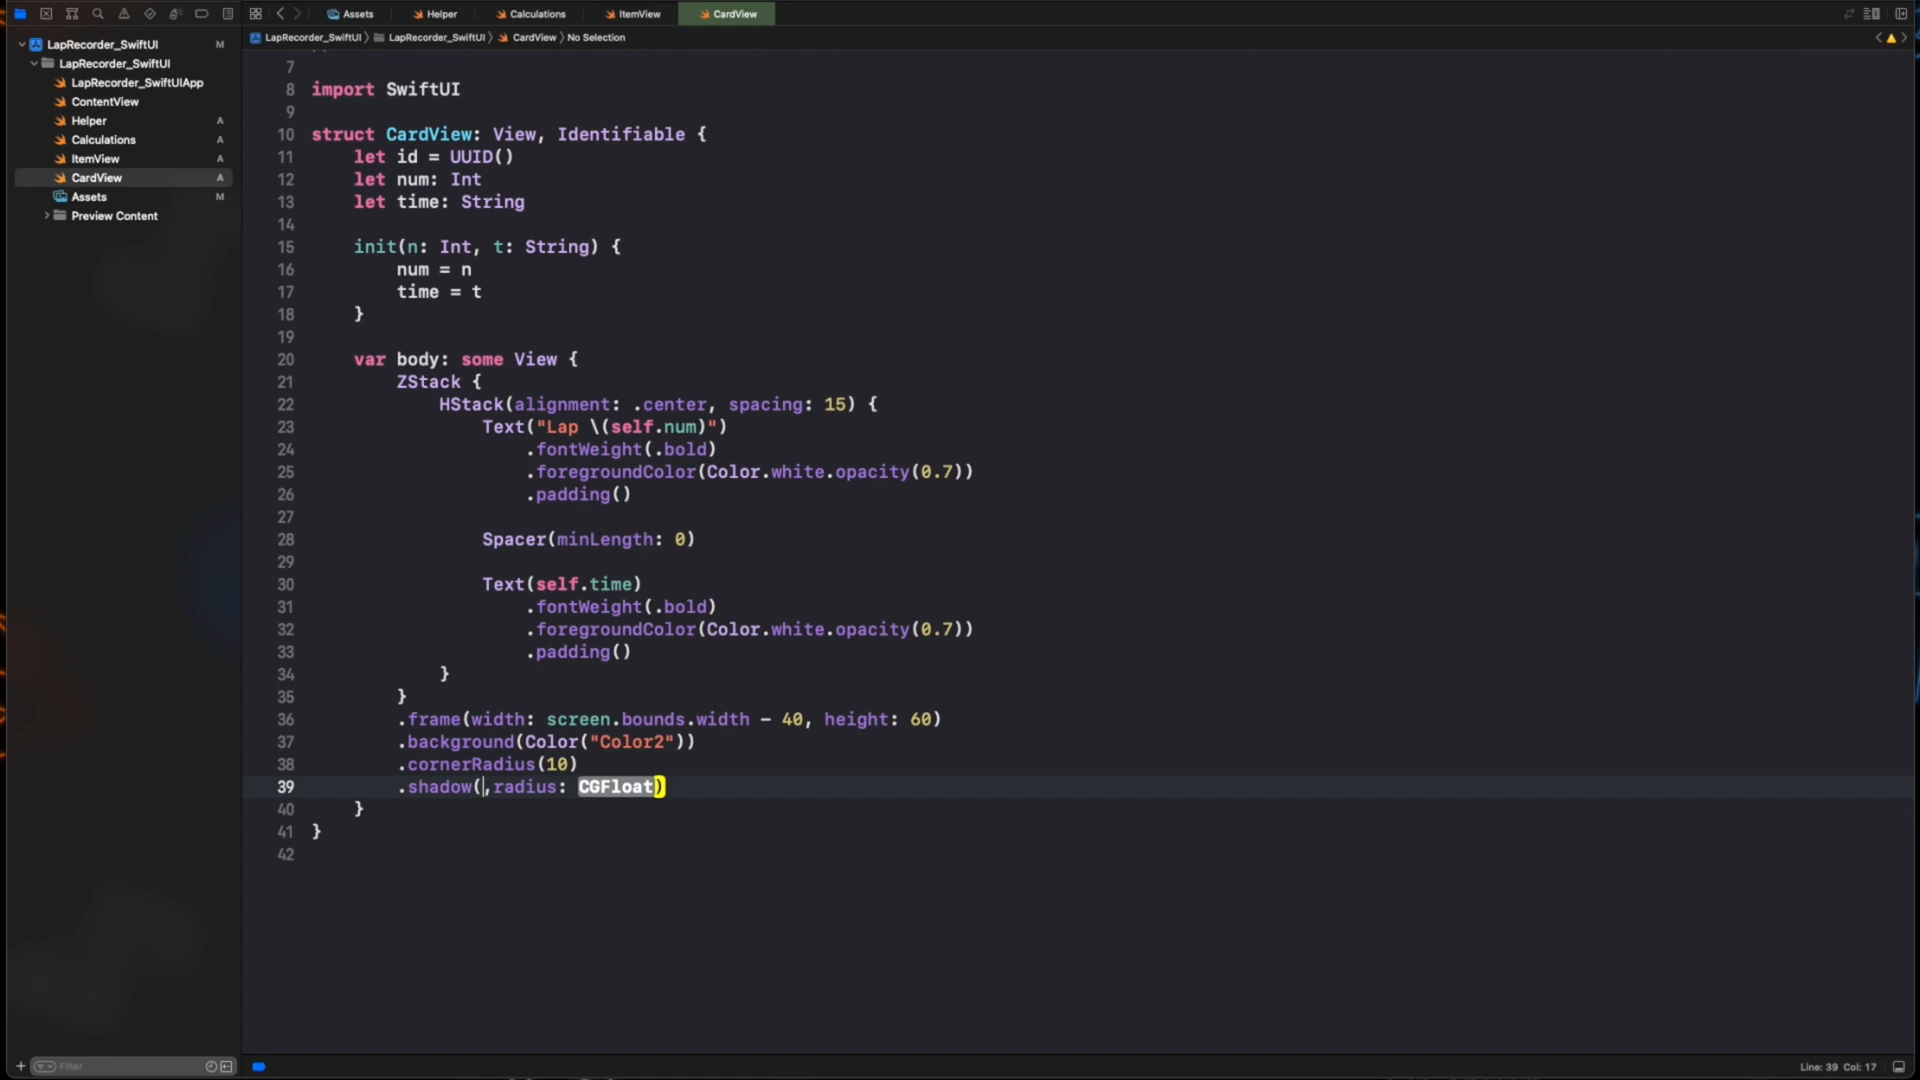 Assets
Helper
Calculations
ItemView
CardView
LapRecorder_SwiftUI M
LapRecorder_SwiftUI
LapRecorder_SwiftUIApp
ContentView
Helper A
Calculations A
ItemView A
CardView A
Assets M
Preview Content
LapRecorder_SwiftUI LapRecorder_SwiftUI CardView No Selection
7
8 import SwiftUI
9
10 struct CardView: View, Identifiable {
11 let id = UUID()
12 let num: Int
13 let time: String
14
15 init(n: Int, t: String) {
16 num = n
17 time = t
18 }
19
20 var body: some View {
21 ZStack {
22 HStack(alignment: .center, spacing: 15) {
23 Text("Lap \(self.num)")
24 .fontWeight(.bold)
25 .foregroundColor(Color.white.opacity(0.7))
26 .padding()
27
28 Spacer(minLength: 0)
29
30 Text(self.time)
31 .fontWeight(.bold)
32 .foregroundColor(Color.white.opacity(0.7))
33 .padding()
34 }
35 }
36 .frame(width: screen.bounds.width - 40, height: 60)
37 .background(Color("Color2"))
38 .cornerRadius(10)
39 .shadow(,radius: CGFloat)
40 }
41 }
42
Filter
Line: 39 Col: 17